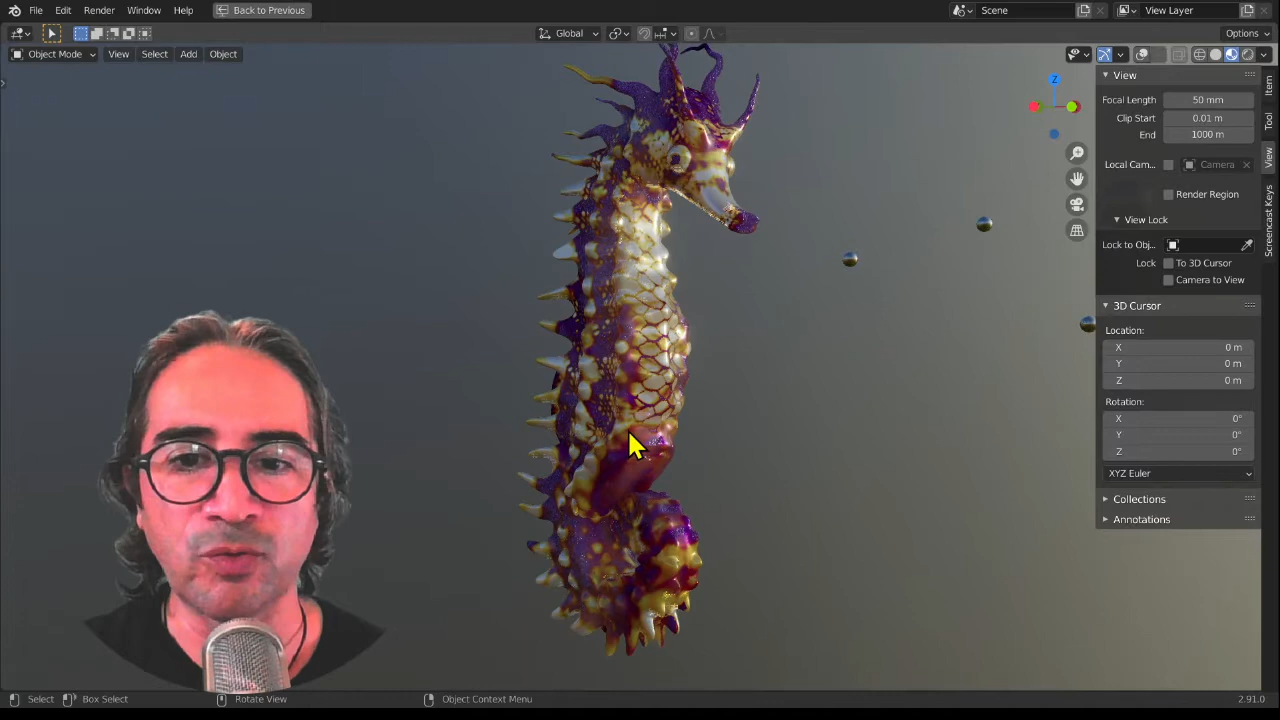 File Edit Render Window Help Back to Previous Scene View Layer
Global Options
Object Mode View Select Add Object
View
Focal Length 50 mm
Clip Start 0.01 m
End 1000 m
Local Cam... Camera
Render Region
View Lock
Lock to Obj...
Lock To 3D Cursor
Camera to View
3D Cursor
Location:
X 0 m
Y 0 m
Z 0 m
Rotation:
X 0°
Y 0°
Z 0°
XYZ Euler
Collections
Annotations
Item
Tool
View
Screencast Keys
Z
Select Box Select Rotate View Object Context Menu 2.91.0